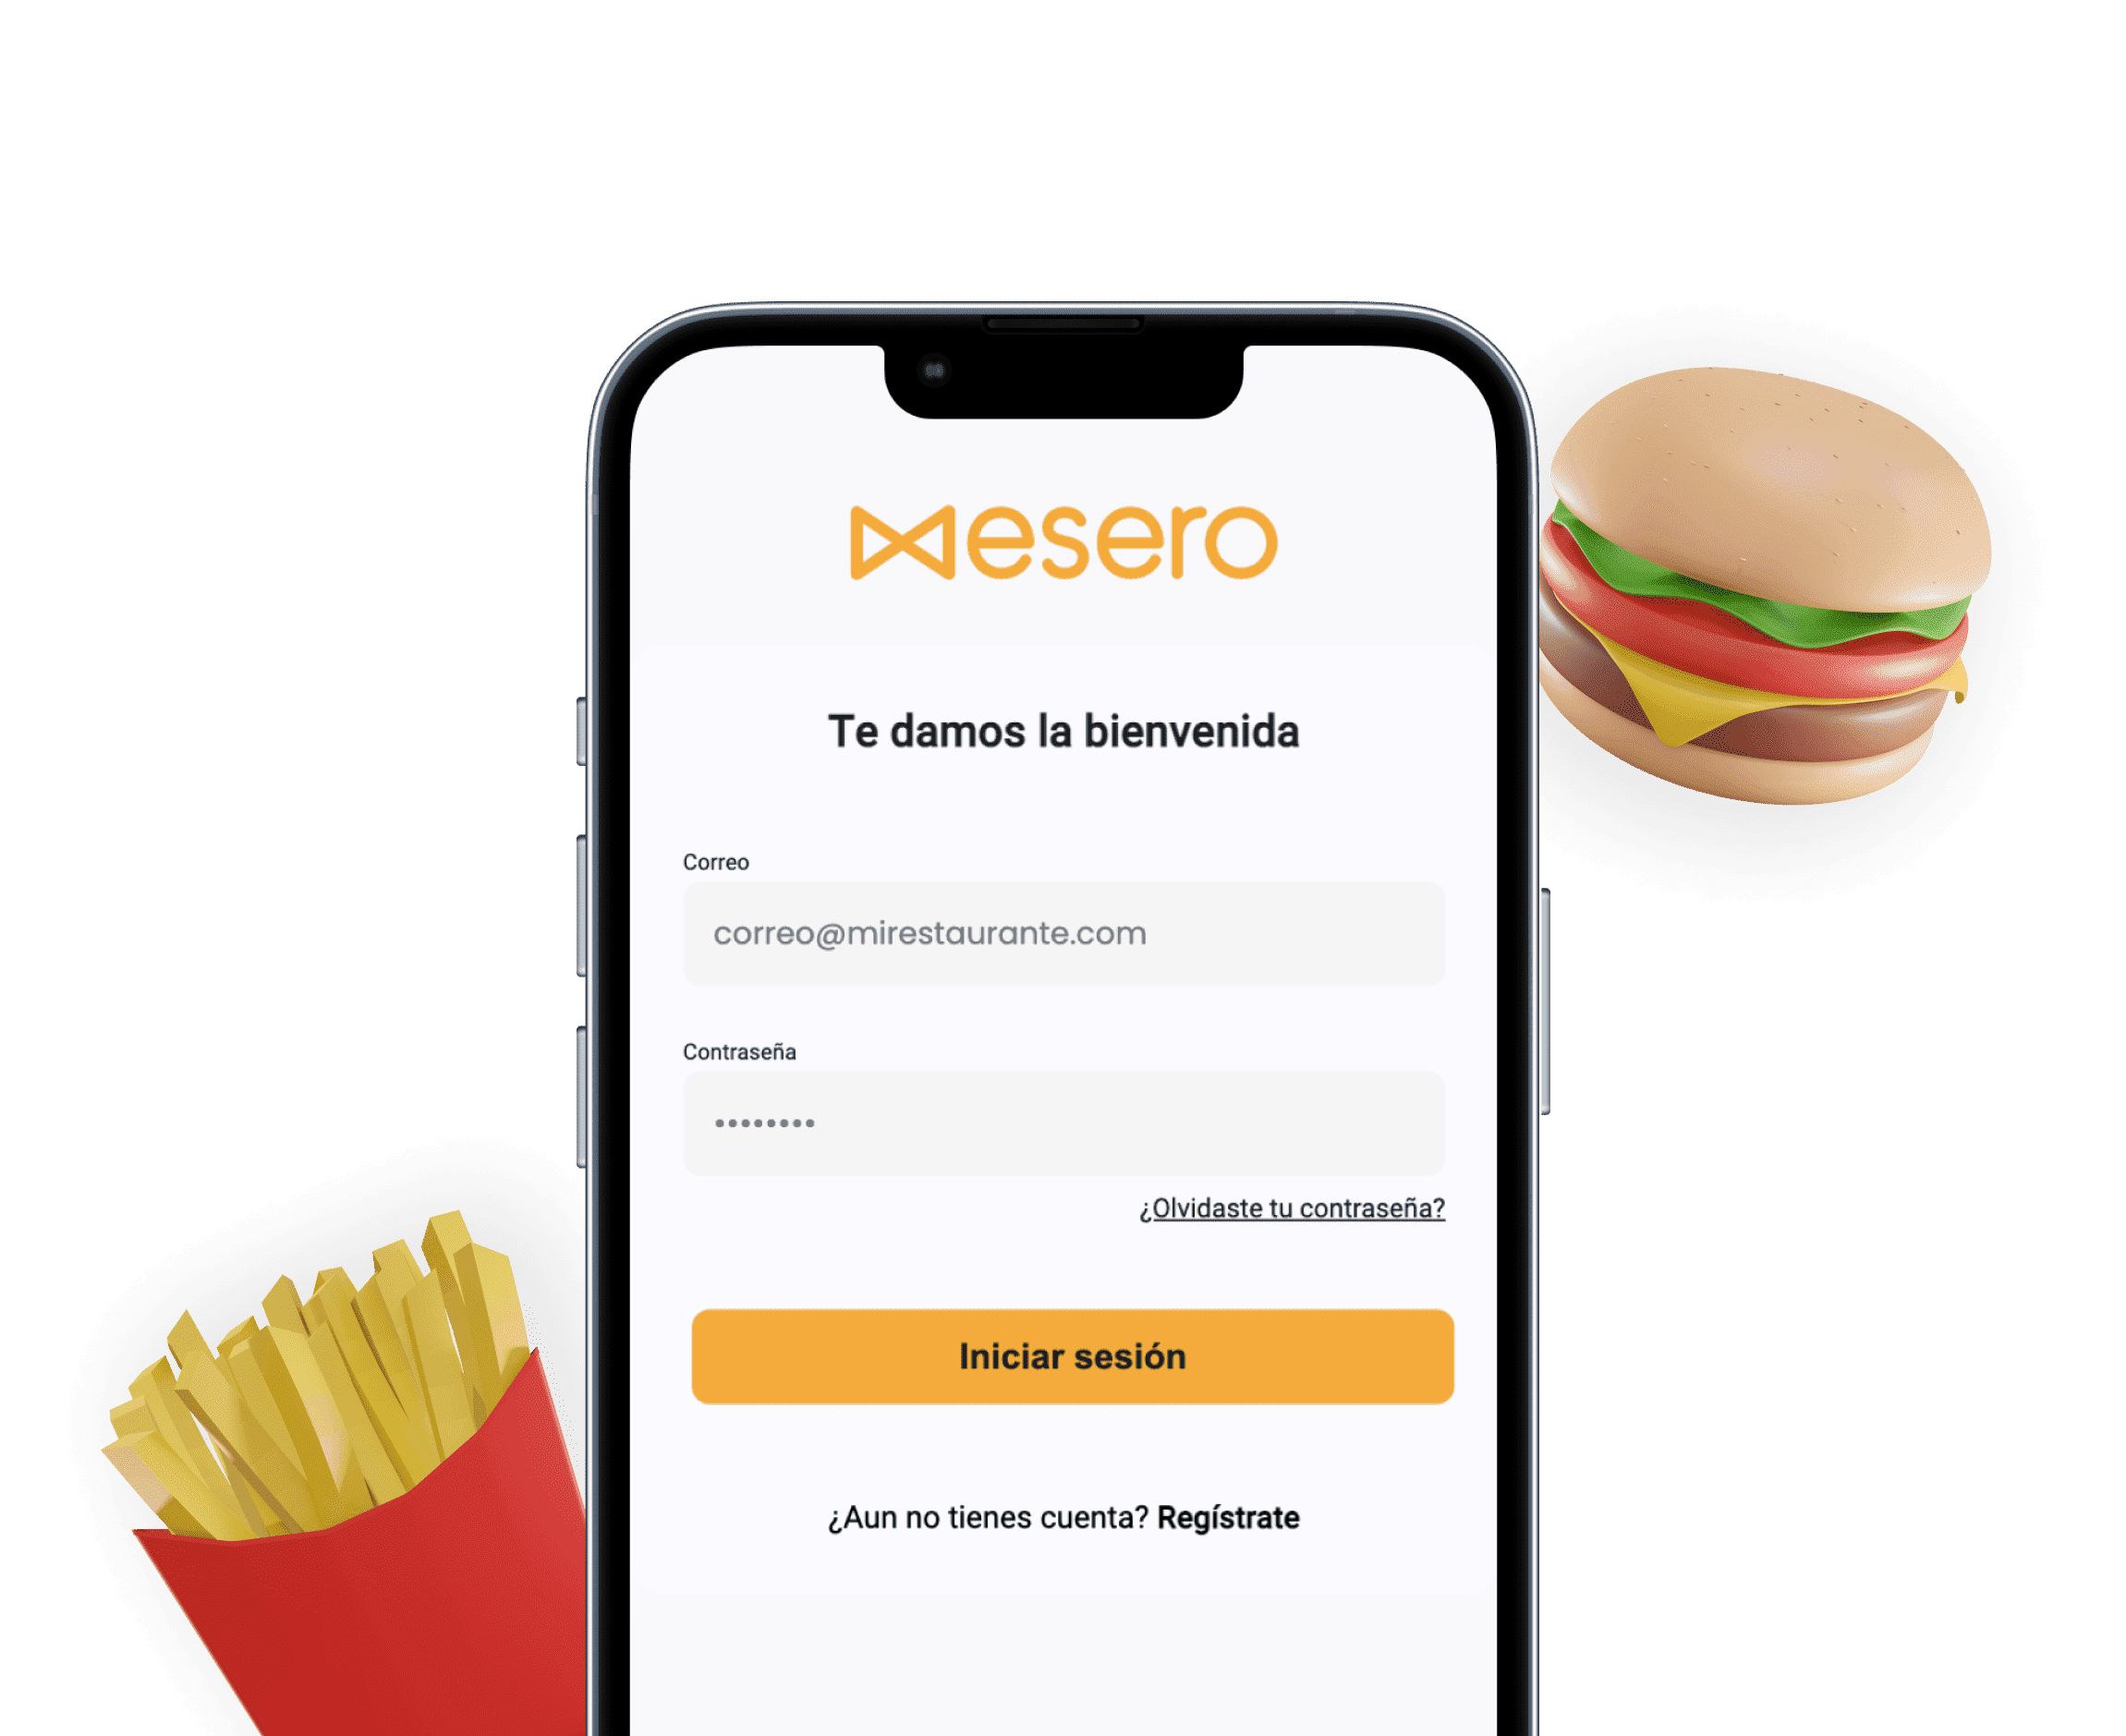 mesero
Te damos la bienvenida
Correo
correo@mirestaurante.com
Contraseña
••••••••
¿Olvidaste tu contraseña?
Iniciar sesión
¿Aun no tienes cuenta? Regístrate